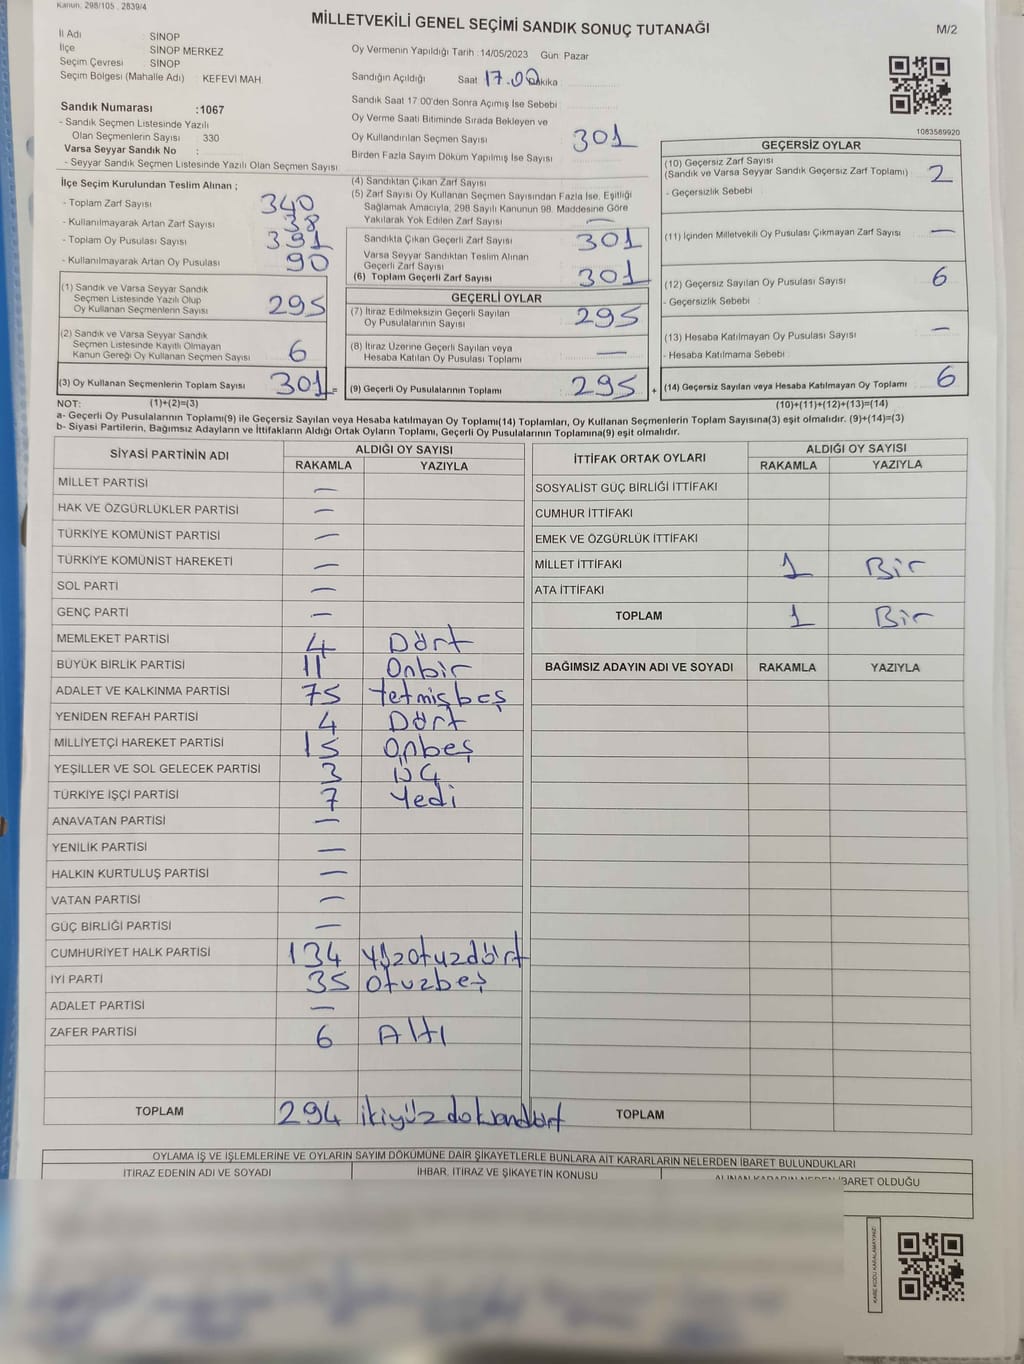 Kanun, 298/105 , 2839/4
MİLLETVEKİLİ GENEL SEÇİMİ SANDIK SONUÇ TUTANAĞI
M/2
İl Adı : SİNOP
İlçe : SİNOP MERKEZ
Seçim Çevresi : SİNOP
Seçim Bölgesi (Mahalle Adı) : KEFEVİ MAH.
Sandık Numarası :1067
- Sandık Seçmen Listesinde Yazılı
Olan Seçmenlerin Sayısı : 330
Varsa Seyyar Sandık No :
- Seyyar Sandık Seçmen Listesinde Yazılı Olan Seçmen Sayısı :
Oy Vermenin Yapıldığı Tarih :14/05/2023 Gün: Pazar
Sandığın Açıldığı Saat 17.00 Dakika
Sandık Saat 17:00'den Sonra Açımış İse Sebebi :
Oy Verme Saati Bitiminde Sırada Bekleyen ve
Oy Kullandırılan Seçmen Sayısı 301
Birden Fazla Sayım Döküm Yapılmış İse Sayısı
1083589920
İlçe Seçim Kurulundan Teslim Alınan ;
- Toplam Zarf Sayısı 340
- Kullanılmayarak Artan Zarf Sayısı : 38
- Toplam Oy Pusulası Sayısı 391
- Kullanılmayarak Artan Oy Pusulası 90
(1) Sandık ve Varsa Seyyar Sandık
Seçmen Listesinde Yazılı Olup
Oy Kullanan Seçmenlerin Sayısı 295
(2) Sandık ve Varsa Seyyar Sandık
Seçmen Listesinde Kayıtlı Olmayan
Kanun Gereği Oy Kullanan Seçmen Sayısı 6
(3) Oy Kullanan Seçmenlerin Toplam Sayısı 301 =
(4) Sandıktan Çıkan Zarf Sayısı
(5) Zarf Sayısı Oy Kullanan Seçmen Sayısından Fazla İse, Eşitliği
Sağlamak Amacıyla, 298 Sayılı Kanunun 98. Maddesine Göre
Yakılarak Yok Edilen Zarf Sayısı —
Sandıkta Çıkan Geçerli Zarf Sayısı 301
Varsa Seyyar Sandıktan Teslim Alınan
Geçerli Zarf Sayısı
(6) Toplam Geçerli Zarf Sayısı 301
GEÇERLİ OYLAR
(7) İtiraz Edilmeksizin Geçerli Sayılan
Oy Pusulalarının Sayısı 295
(8) İtiraz Üzerine Geçerli Sayılan veya
Hesaba Katılan Oy Pusulası Toplamı —
(9) Geçerli Oy Pusulalarının Toplamı 295 +
GEÇERSİZ OYLAR
(10) Geçersiz Zarf Sayısı
(Sandık ve Varsa Seyyar Sandık Geçersiz Zarf Toplamı) 2
- Geçersizlik Sebebi :
(11) İçinden Milletvekili Oy Pusulası Çıkmayan Zarf Sayısı —
(12) Geçersiz Sayılan Oy Pusulası Sayısı 6
- Geçersizlik Sebebi :
(13) Hesaba Katılmayan Oy Pusulası Sayısı —
- Hesaba Katılmama Sebebi :
(14) Geçersiz Sayılan veya Hesaba Katılmayan Oy Toplamı 6
NOT: (1)+(2)=(3) (10)+(11)+(12)+(13)=(14)
a- Geçerli Oy Pusulalarının Toplamı(9) ile Geçersiz Sayılan veya Hesaba katılmayan Oy Toplamı(14) Toplamları, Oy Kullanan Seçmenlerin Toplam Sayısına(3) eşit olmalıdır. (9)+(14)=(3)
b- Siyasi Partilerin, Bağımsız Adayların ve İttifakların Aldığı Ortak Oyların Toplamı, Geçerli Oy Pusulalarının Toplamına(9) eşit olmalıdır.
SİYASİ PARTİNİN ADI ALDIĞI OY SAYISI
RAKAMLA YAZIYLA
MİLLET PARTİSİ —
HAK VE ÖZGÜRLÜKLER PARTİSİ —
TÜRKİYE KOMÜNİST PARTİSİ —
TÜRKİYE KOMÜNİST HAREKETİ —
SOL PARTİ —
GENÇ PARTİ —
MEMLEKET PARTİSİ 4 Dört
BÜYÜK BİRLİK PARTİSİ 11 Onbir
ADALET VE KALKINMA PARTİSİ 75 Yetmişbeş
YENİDEN REFAH PARTİSİ 4 Dört
MİLLİYETÇİ HAREKET PARTİSİ 15 Onbeş
YEŞİLLER VE SOL GELECEK PARTİSİ 3 Üç
TÜRKİYE İŞÇİ PARTİSİ 7 Yedi
ANAVATAN PARTİSİ —
YENİLİK PARTİSİ —
HALKIN KURTULUŞ PARTİSİ —
VATAN PARTİSİ —
GÜÇ BİRLİĞİ PARTİSİ —
CUMHURİYET HALK PARTİSİ 134 Yüzotuzdört
İYİ PARTİ 35 Otuzbeş
ADALET PARTİSİ —
ZAFER PARTİSİ 6 Altı
TOPLAM 294 ikiyüzdoksandört
İTTİFAK ORTAK OYLARI ALDIĞI OY SAYISI
RAKAMLA YAZIYLA
SOSYALİST GÜÇ BİRLİĞİ İTTİFAKI
CUMHUR İTTİFAKI
EMEK VE ÖZGÜRLÜK İTTİFAKI
MİLLET İTTİFAKI 1 Bir
ATA İTTİFAKI
TOPLAM 1 Bir
BAĞIMSIZ ADAYIN ADI VE SOYADI RAKAMLA YAZIYLA
TOPLAM
OYLAMA İŞ VE İŞLEMLERİNE VE OYLARIN SAYIM DÖKÜMÜNE DAİR ŞİKAYETLERLE BUNLARA AİT KARARLARIN NELERDEN İBARET BULUNDUKLARI
İTİRAZ EDENİN ADI VE SOYADI İHBAR, İTİRAZ VE ŞİKAYETİN KONUSU ALINAN KARARIN NEDEN İBARET OLDUĞU
KARE KODU KARALAMAYINIZ!